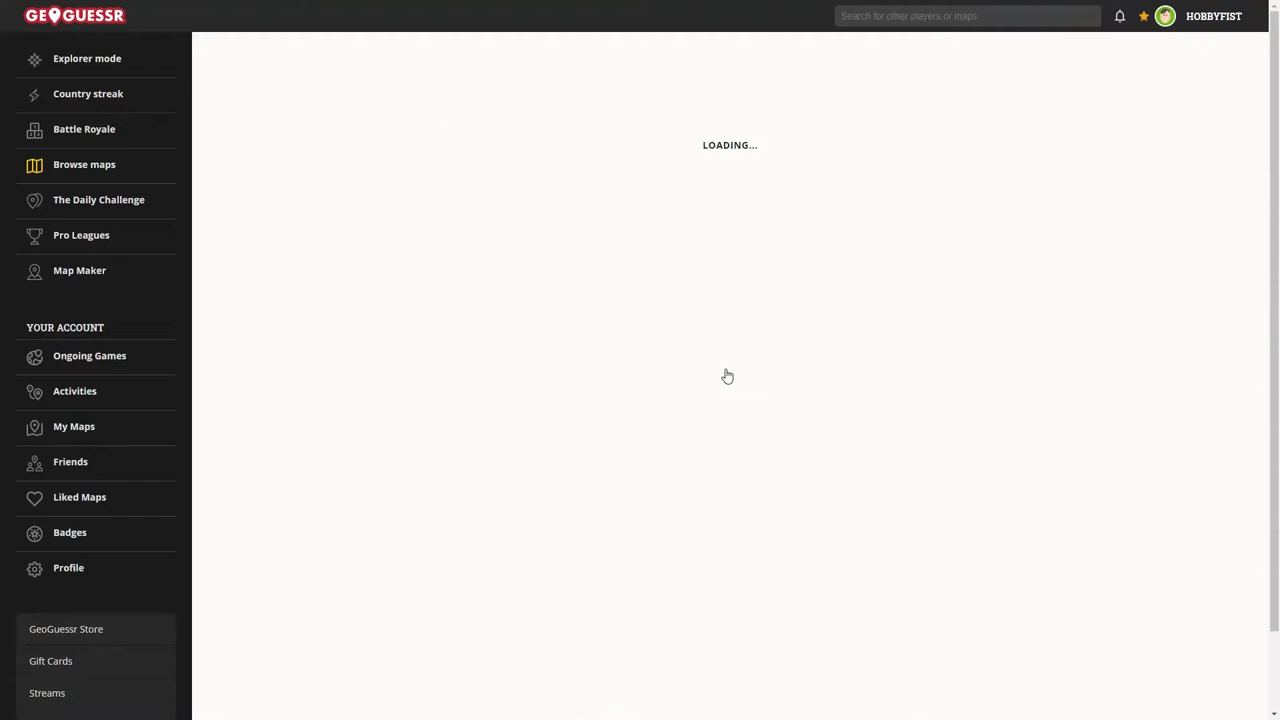 GEOGUESSR
Search for other players or maps
HOBBYFIST
Explorer mode
Country streak
Battle Royale
Browse maps
The Daily Challenge
Pro Leagues
Map Maker
YOUR ACCOUNT
Ongoing Games
Activities
My Maps
Friends
Liked Maps
Badges
Profile
GeoGuessr Store
Gift Cards
Streams
LOADING...